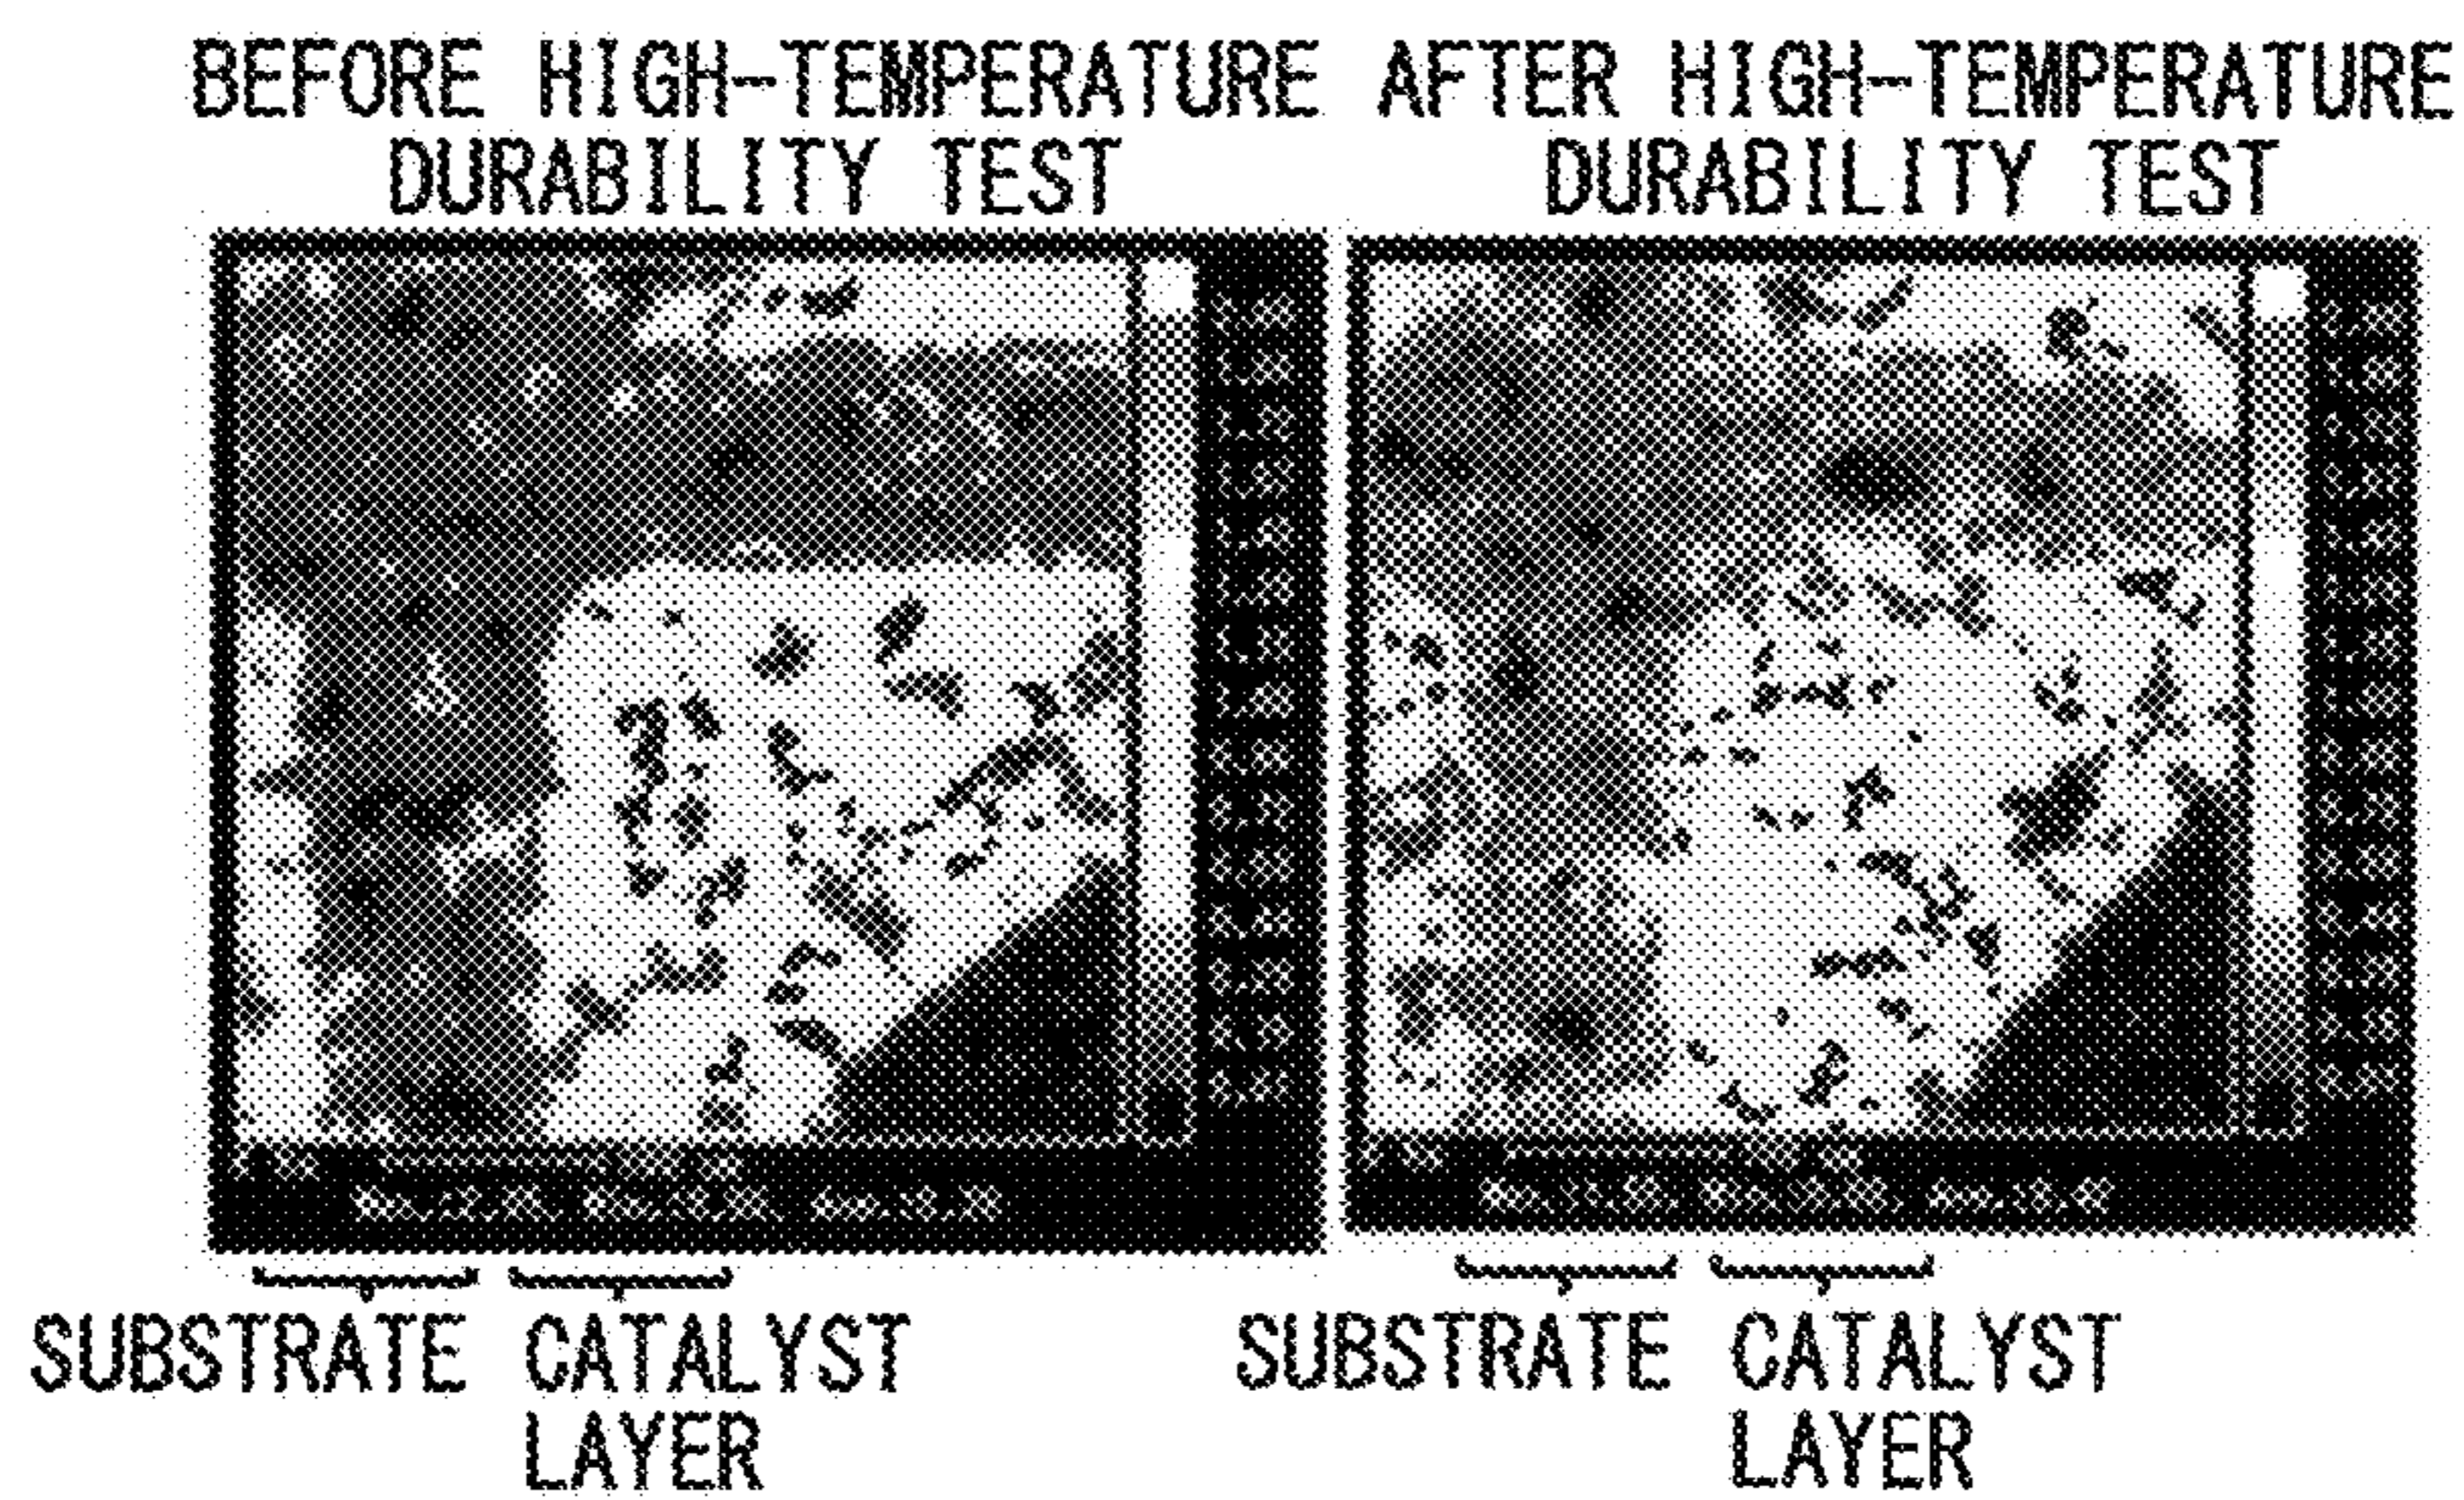 BEFORE HIGH-TEMPERATURE
DURABILITY TEST
AFTER HIGH-TEMPERATURE
DURABILITY TEST
SUBSTRATE CATALYST
LAYER
SUBSTRATE CATALYST
LAYER